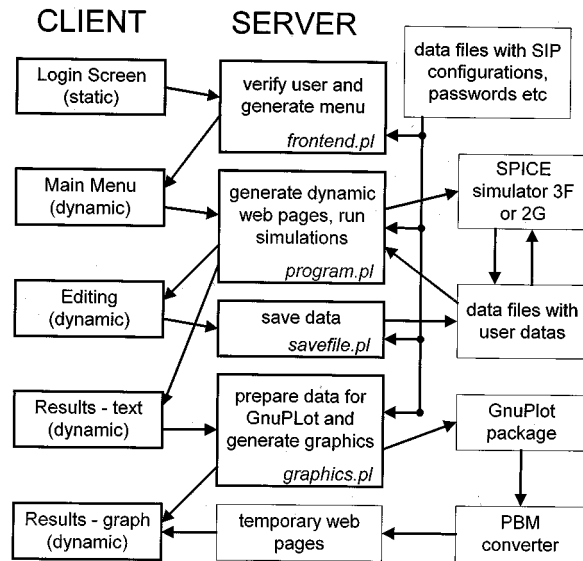 CLIENT
SERVER
Login Screen
(static)
verify user and
generate menu
frontend.pl
data files with SIP
configurations,
passwords etc
Main Menu
(dynamic)
generate dynamic
web pages, run
simulations
program.pl
SPICE
simulator 3F
or 2G
Editing
(dynamic)
save data
savefile.pl
data files with
user datas
Results - text
(dynamic)
prepare data for
GnuPLot and
generate graphics
graphics.pl
GnuPlot
package
Results - graph
(dynamic)
temporary web
pages
PBM
converter